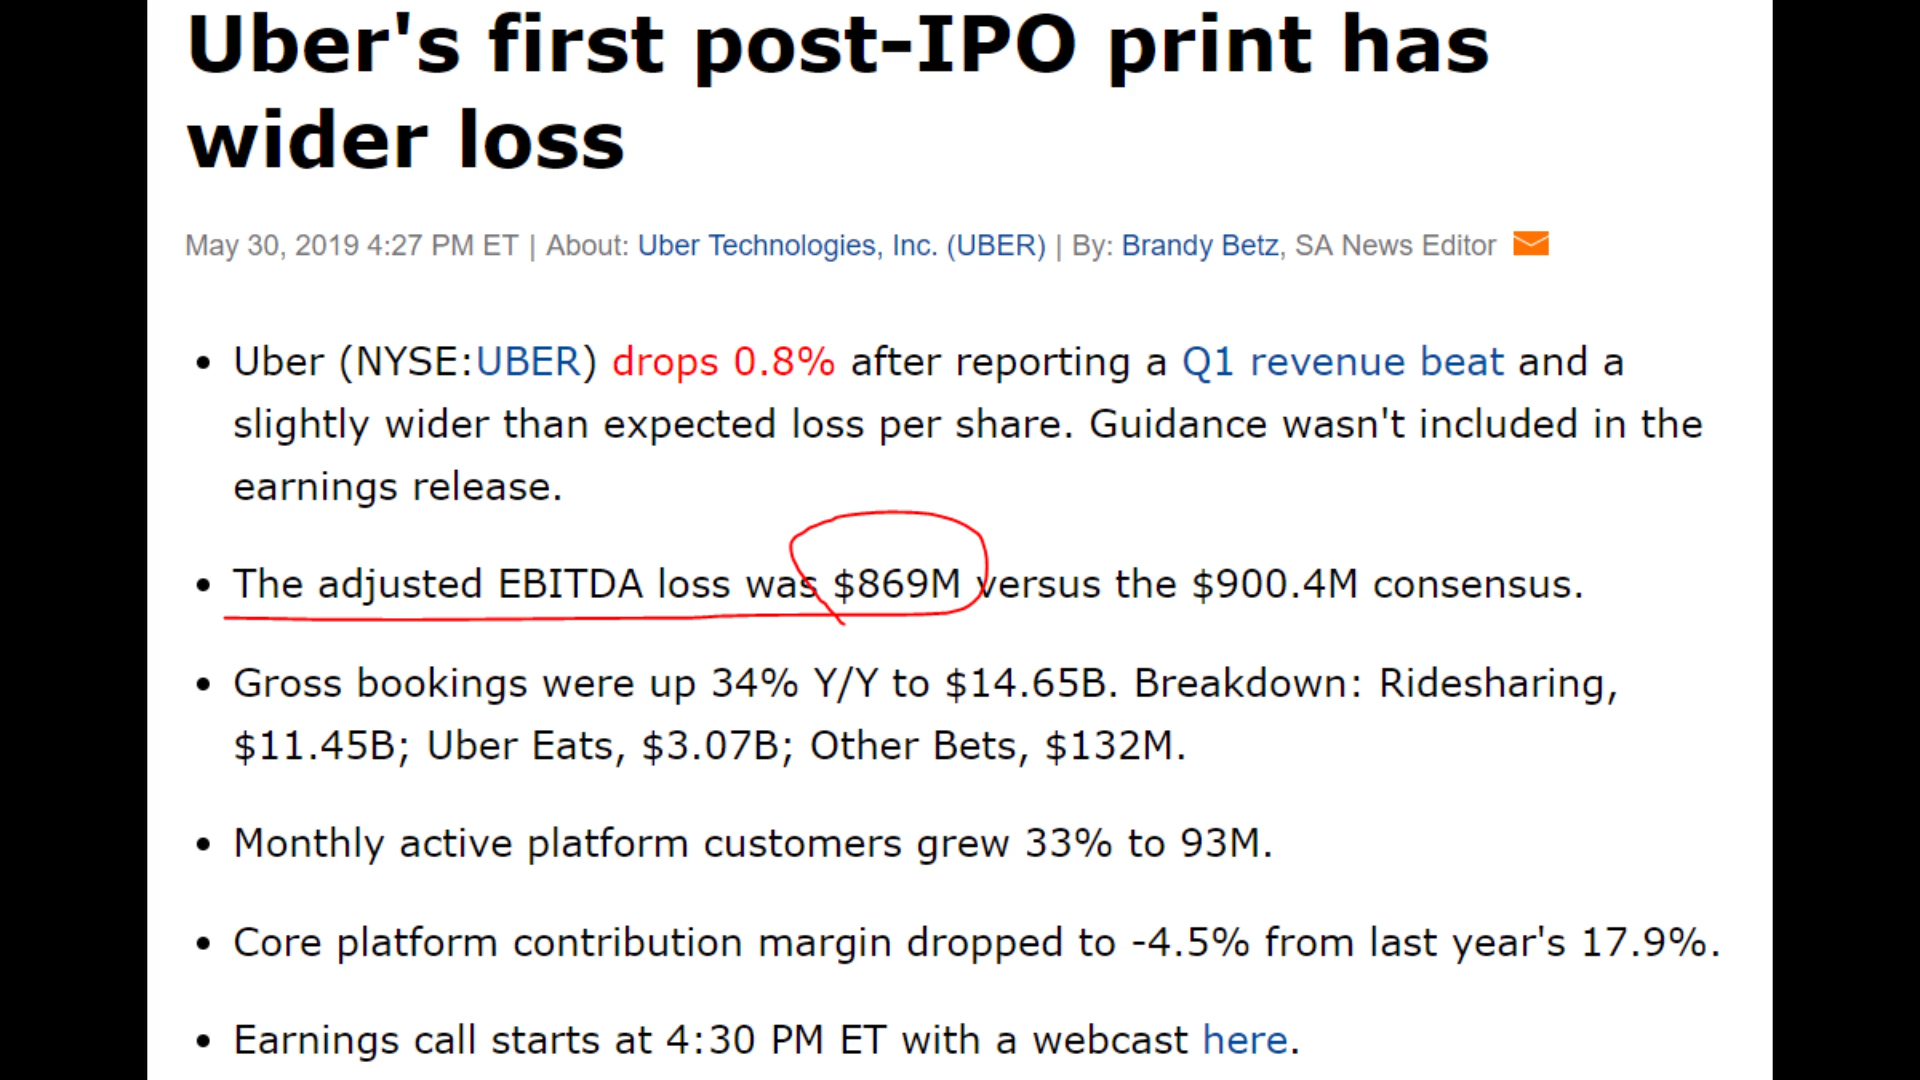 Uber's first post-IPO print has
wider loss
May 30, 2019 4:27 PM ET | About: Uber Technologies, Inc. (UBER) | By: Brandy Betz, SA News Editor
• Uber (NYSE:UBER) drops 0.8% after reporting a Q1 revenue beat and a
slightly wider than expected loss per share. Guidance wasn't included in the
earnings release.
• The adjusted EBITDA loss was $869M versus the $900.4M consensus.
• Gross bookings were up 34% Y/Y to $14.65B. Breakdown: Ridesharing,
$11.45B; Uber Eats, $3.07B; Other Bets, $132M.
• Monthly active platform customers grew 33% to 93M.
• Core platform contribution margin dropped to -4.5% from last year's 17.9%.
• Earnings call starts at 4:30 PM ET with a webcast here.